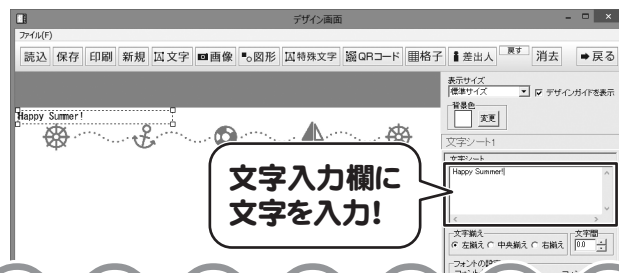 デザイン画面
ファイル(F)
読込 保存 印刷 新規 文字 画像 図形 特殊文字 QRコード 格子 差出人 戻す 消去 戻る
表示サイズ
標準サイズ デザインガイドを表示
背景色
変更
Happy Summer!
文字シート1
文字シート
Happy Summer!
文字入力欄に
文字を入力!
文字揃え 文字間
左揃え 中央揃え 右揃え 0.0
フォントの設定